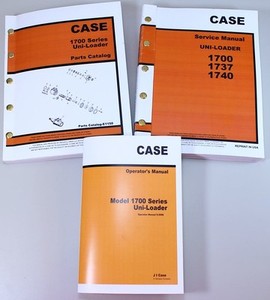 CASE
1700 Series
Uni-Loader
Parts Catalog
CASE
Service Manual
UNI-LOADER
1700
1737
1740
CASE
Operator's Manual
Model 1700 Series
Uni-Loader
J I Case